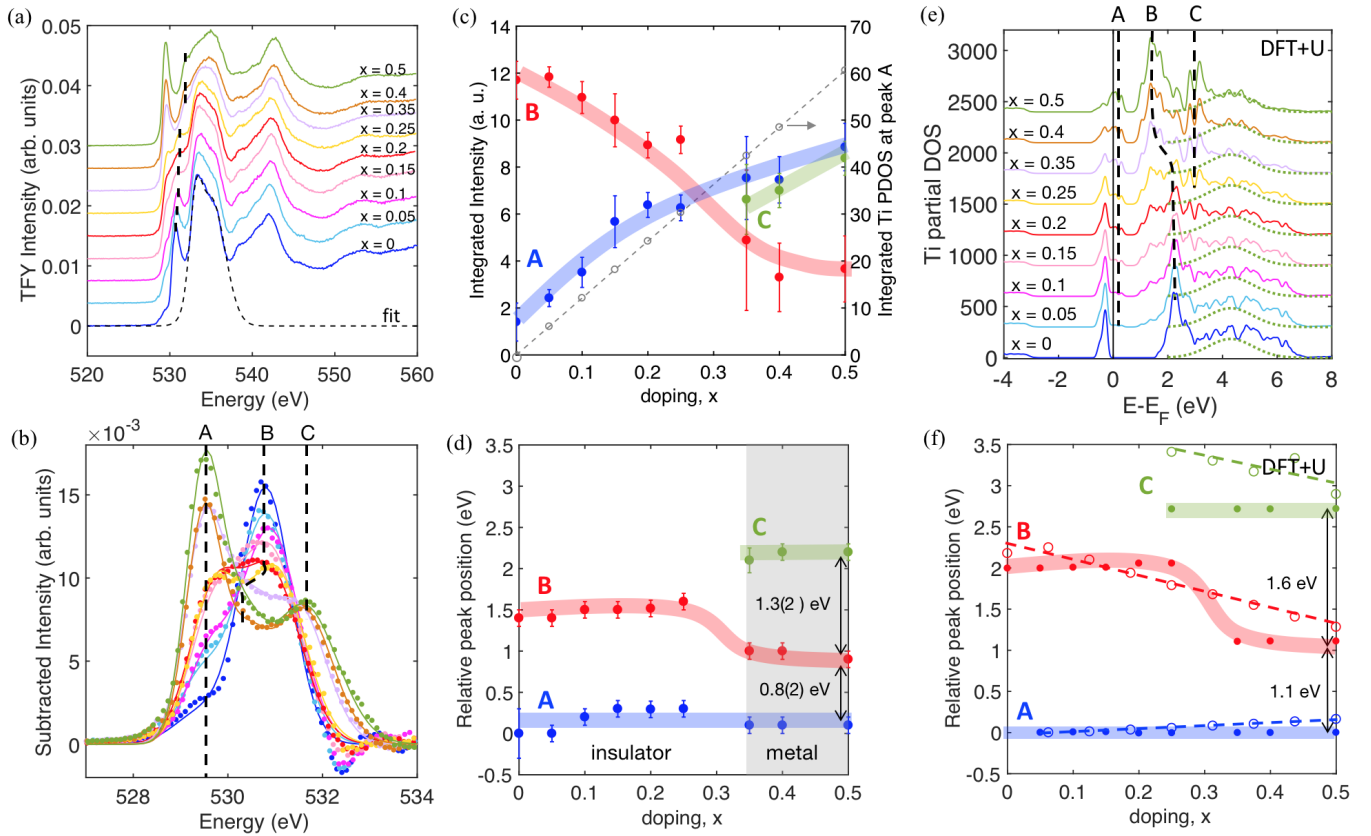 (a)
TFY Intensity (arb. units)
0.05
0.04
0.03
0.02
0.01
0
x = 0.5
x = 0.4
x = 0.35
x = 0.25
x = 0.2
x = 0.15
x = 0.1
x = 0.05
x = 0
fit
520 530 540 550 560
Energy (eV)
(b)
×10⁻³
A B C
Subtracted Intensity (arb. units)
15
10
5
0
528 530 532 534
Energy (eV)
(c)
Integrated Intensity (a. u.)
14
12
10
8
6
4
2
0
B
A
C
70
60
50
40
30
20
10
0
Integrated Ti PDOS at peak A
0 0.1 0.2 0.3 0.4 0.5
doping, x
(d)
Relative peak position (eV)
3.5
3
2.5
2
1.5
1
0.5
0
-0.5
C
B
A
1.3(2 ) eV
0.8(2) eV
insulator metal
0 0.1 0.2 0.3 0.4 0.5
doping, x
(e)
A B C
DFT+U
Ti partial DOS
3000
2500
2000
1500
1000
500
0
x = 0.5
x = 0.4
x = 0.35
x = 0.25
x = 0.2
x = 0.15
x = 0.1
x = 0.05
x = 0
-4 -2 0 2 4 6 8
E-E_F (eV)
(f)
Relative peak position (eV)
3.5
3
2.5
2
1.5
1
0.5
0
-0.5
DFT+U
C
B
A
1.6 eV
1.1 eV
0 0.1 0.2 0.3 0.4 0.5
doping, x